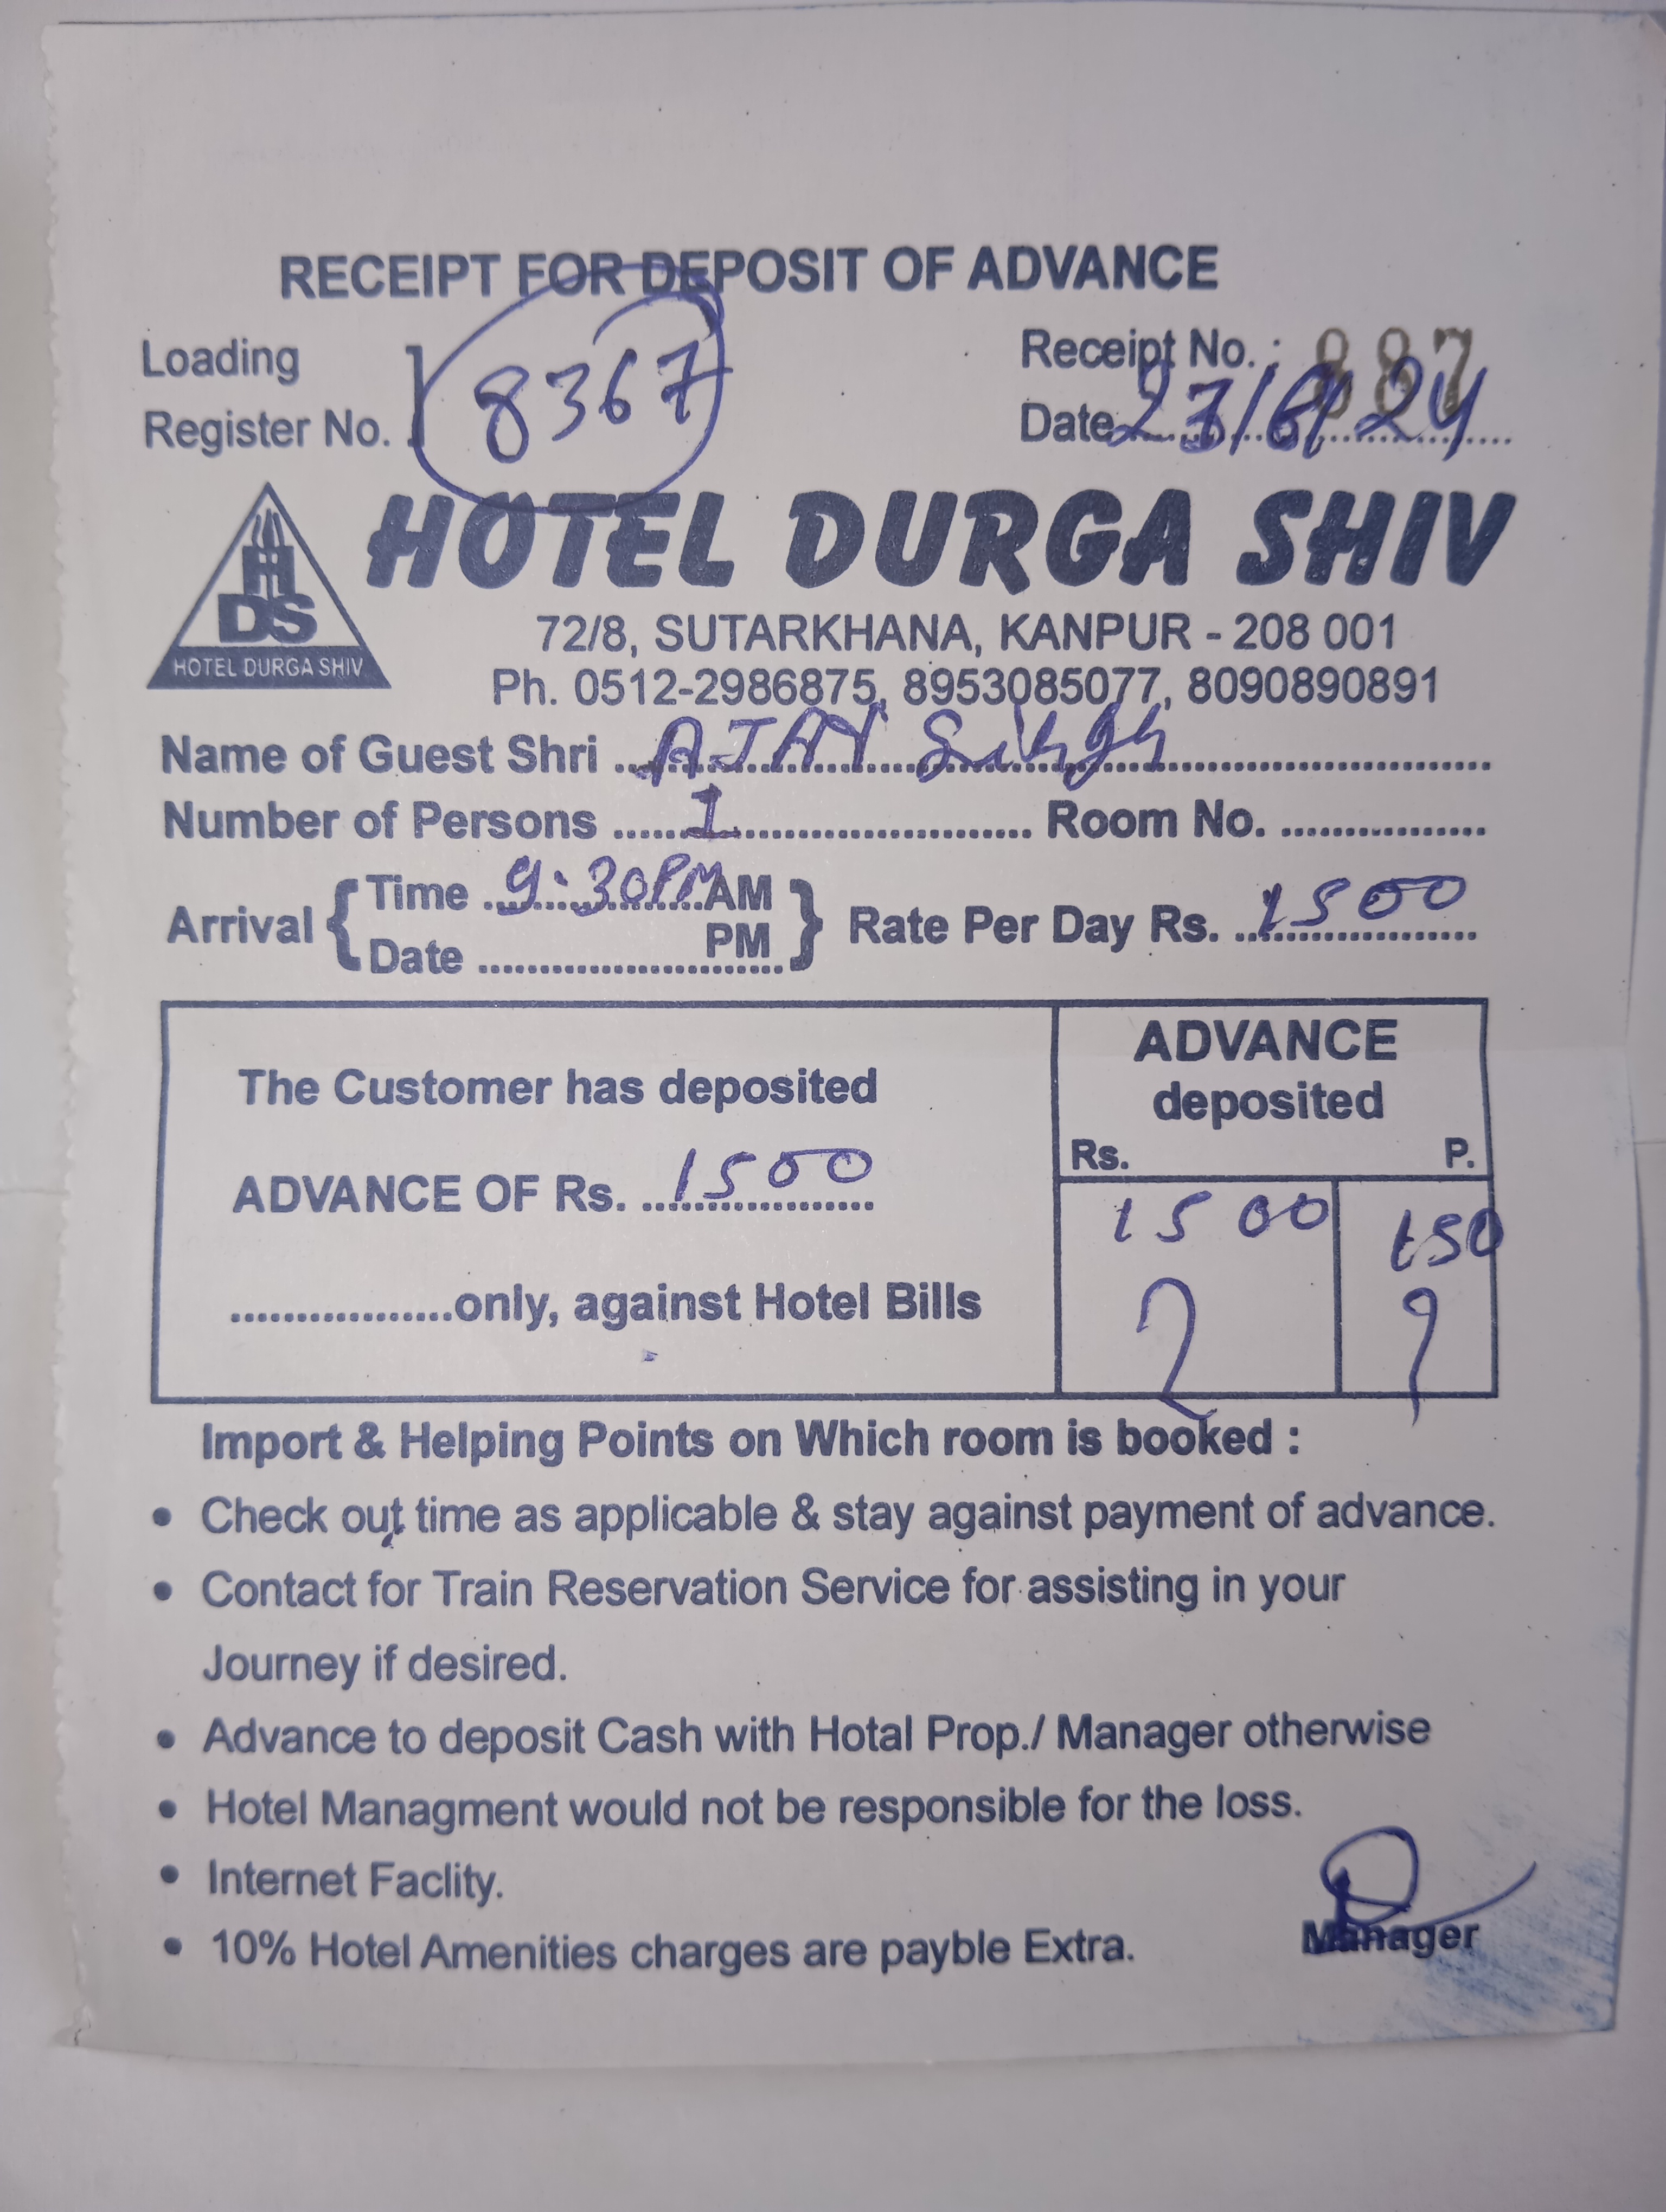 RECEIPT FOR DEPOSIT OF ADVANCE
Loading
Register No. 8367
Receipt No. : 887
Date 23/6/24
HDS
HOTEL DURGA SHIV
HOTEL DURGA SHIV
72/8, SUTARKHANA, KANPUR - 208 001
Ph. 0512-2986875, 8953085077, 8090890891
Name of Guest Shri AJAY Singh
Number of Persons 1 Room No.
Arrival { Time 9:30PM AM
Date PM } Rate Per Day Rs. 1500
The Customer has deposited
ADVANCE OF Rs. 1500
only, against Hotel Bills
ADVANCE
deposited
Rs. P.
1500 150
Import & Helping Points on Which room is booked :
• Check out time as applicable & stay against payment of advance.
• Contact for Train Reservation Service for assisting in your
Journey if desired.
• Advance to deposit Cash with Hotal Prop./ Manager otherwise
• Hotel Managment would not be responsible for the loss.
• Internet Faclity.
• 10% Hotel Amenities charges are payble Extra.
Manager